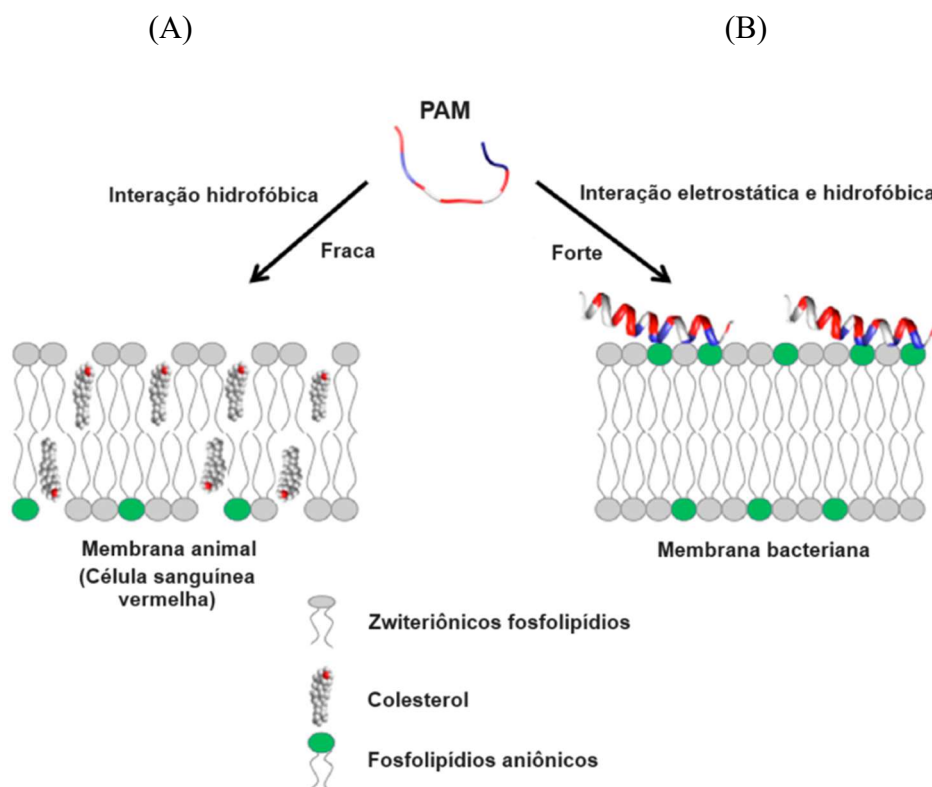 (A)
(B)
PAM
Interação hidrofóbica
Interação eletrostática e hidrofóbica
Fraca
Forte
Membrana animal
(Célula sanguínea
vermelha)
Membrana bacteriana
Zwiteriônicos fosfolipídios
Colesterol
Fosfolipídios aniônicos